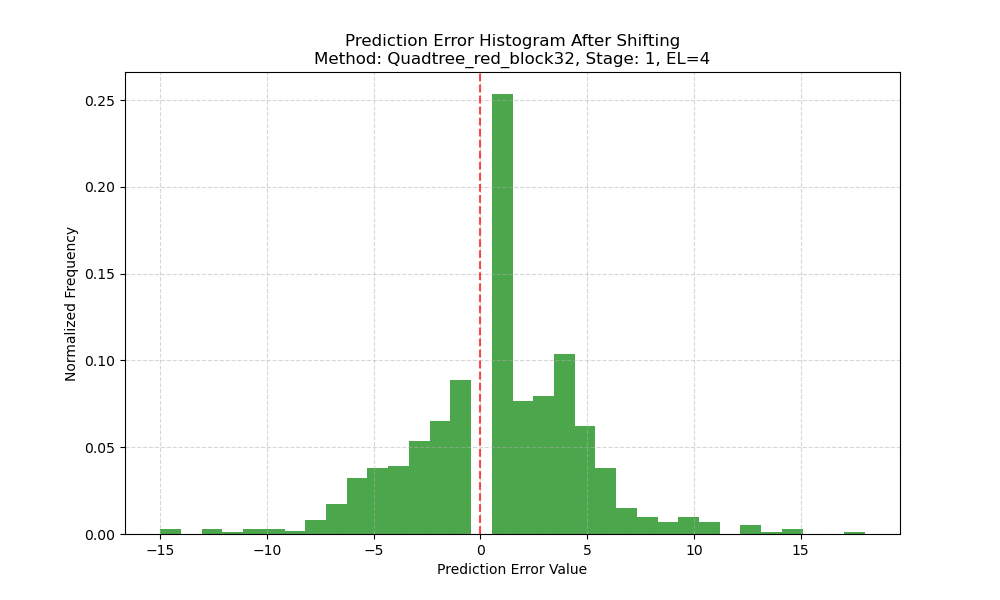 Prediction Error Histogram After Shifting
Method: Quadtree_red_block32, Stage: 1, EL=4
Normalized Frequency
0.25
0.20
0.15
0.10
0.05
0.00
−15 −10 −5 0 5 10 15
Prediction Error Value